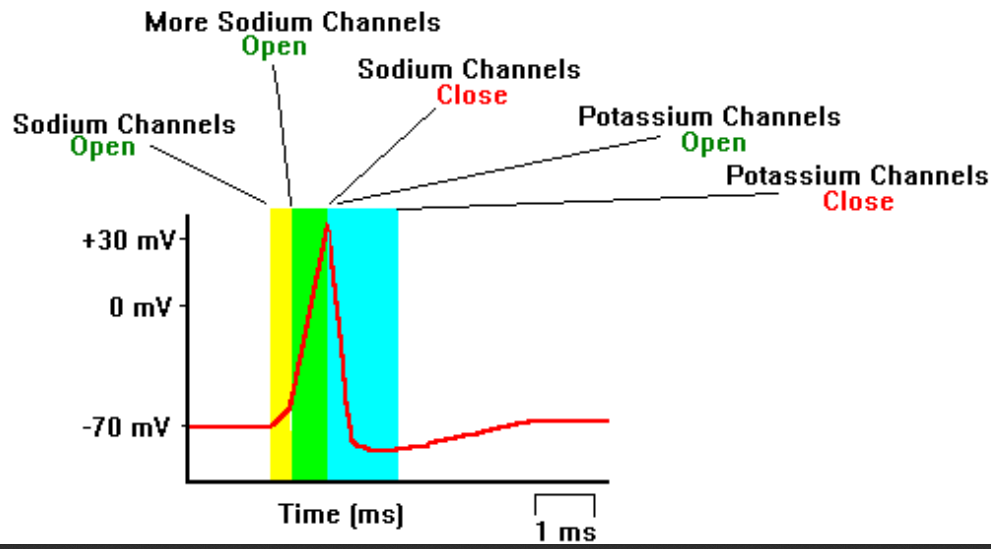 More Sodium Channels
Open
Sodium Channels
Close
Sodium Channels
Open
Potassium Channels
Open
Potassium Channels
Close
+30 mV
0 mV
-70 mV
Time (ms)
1 ms